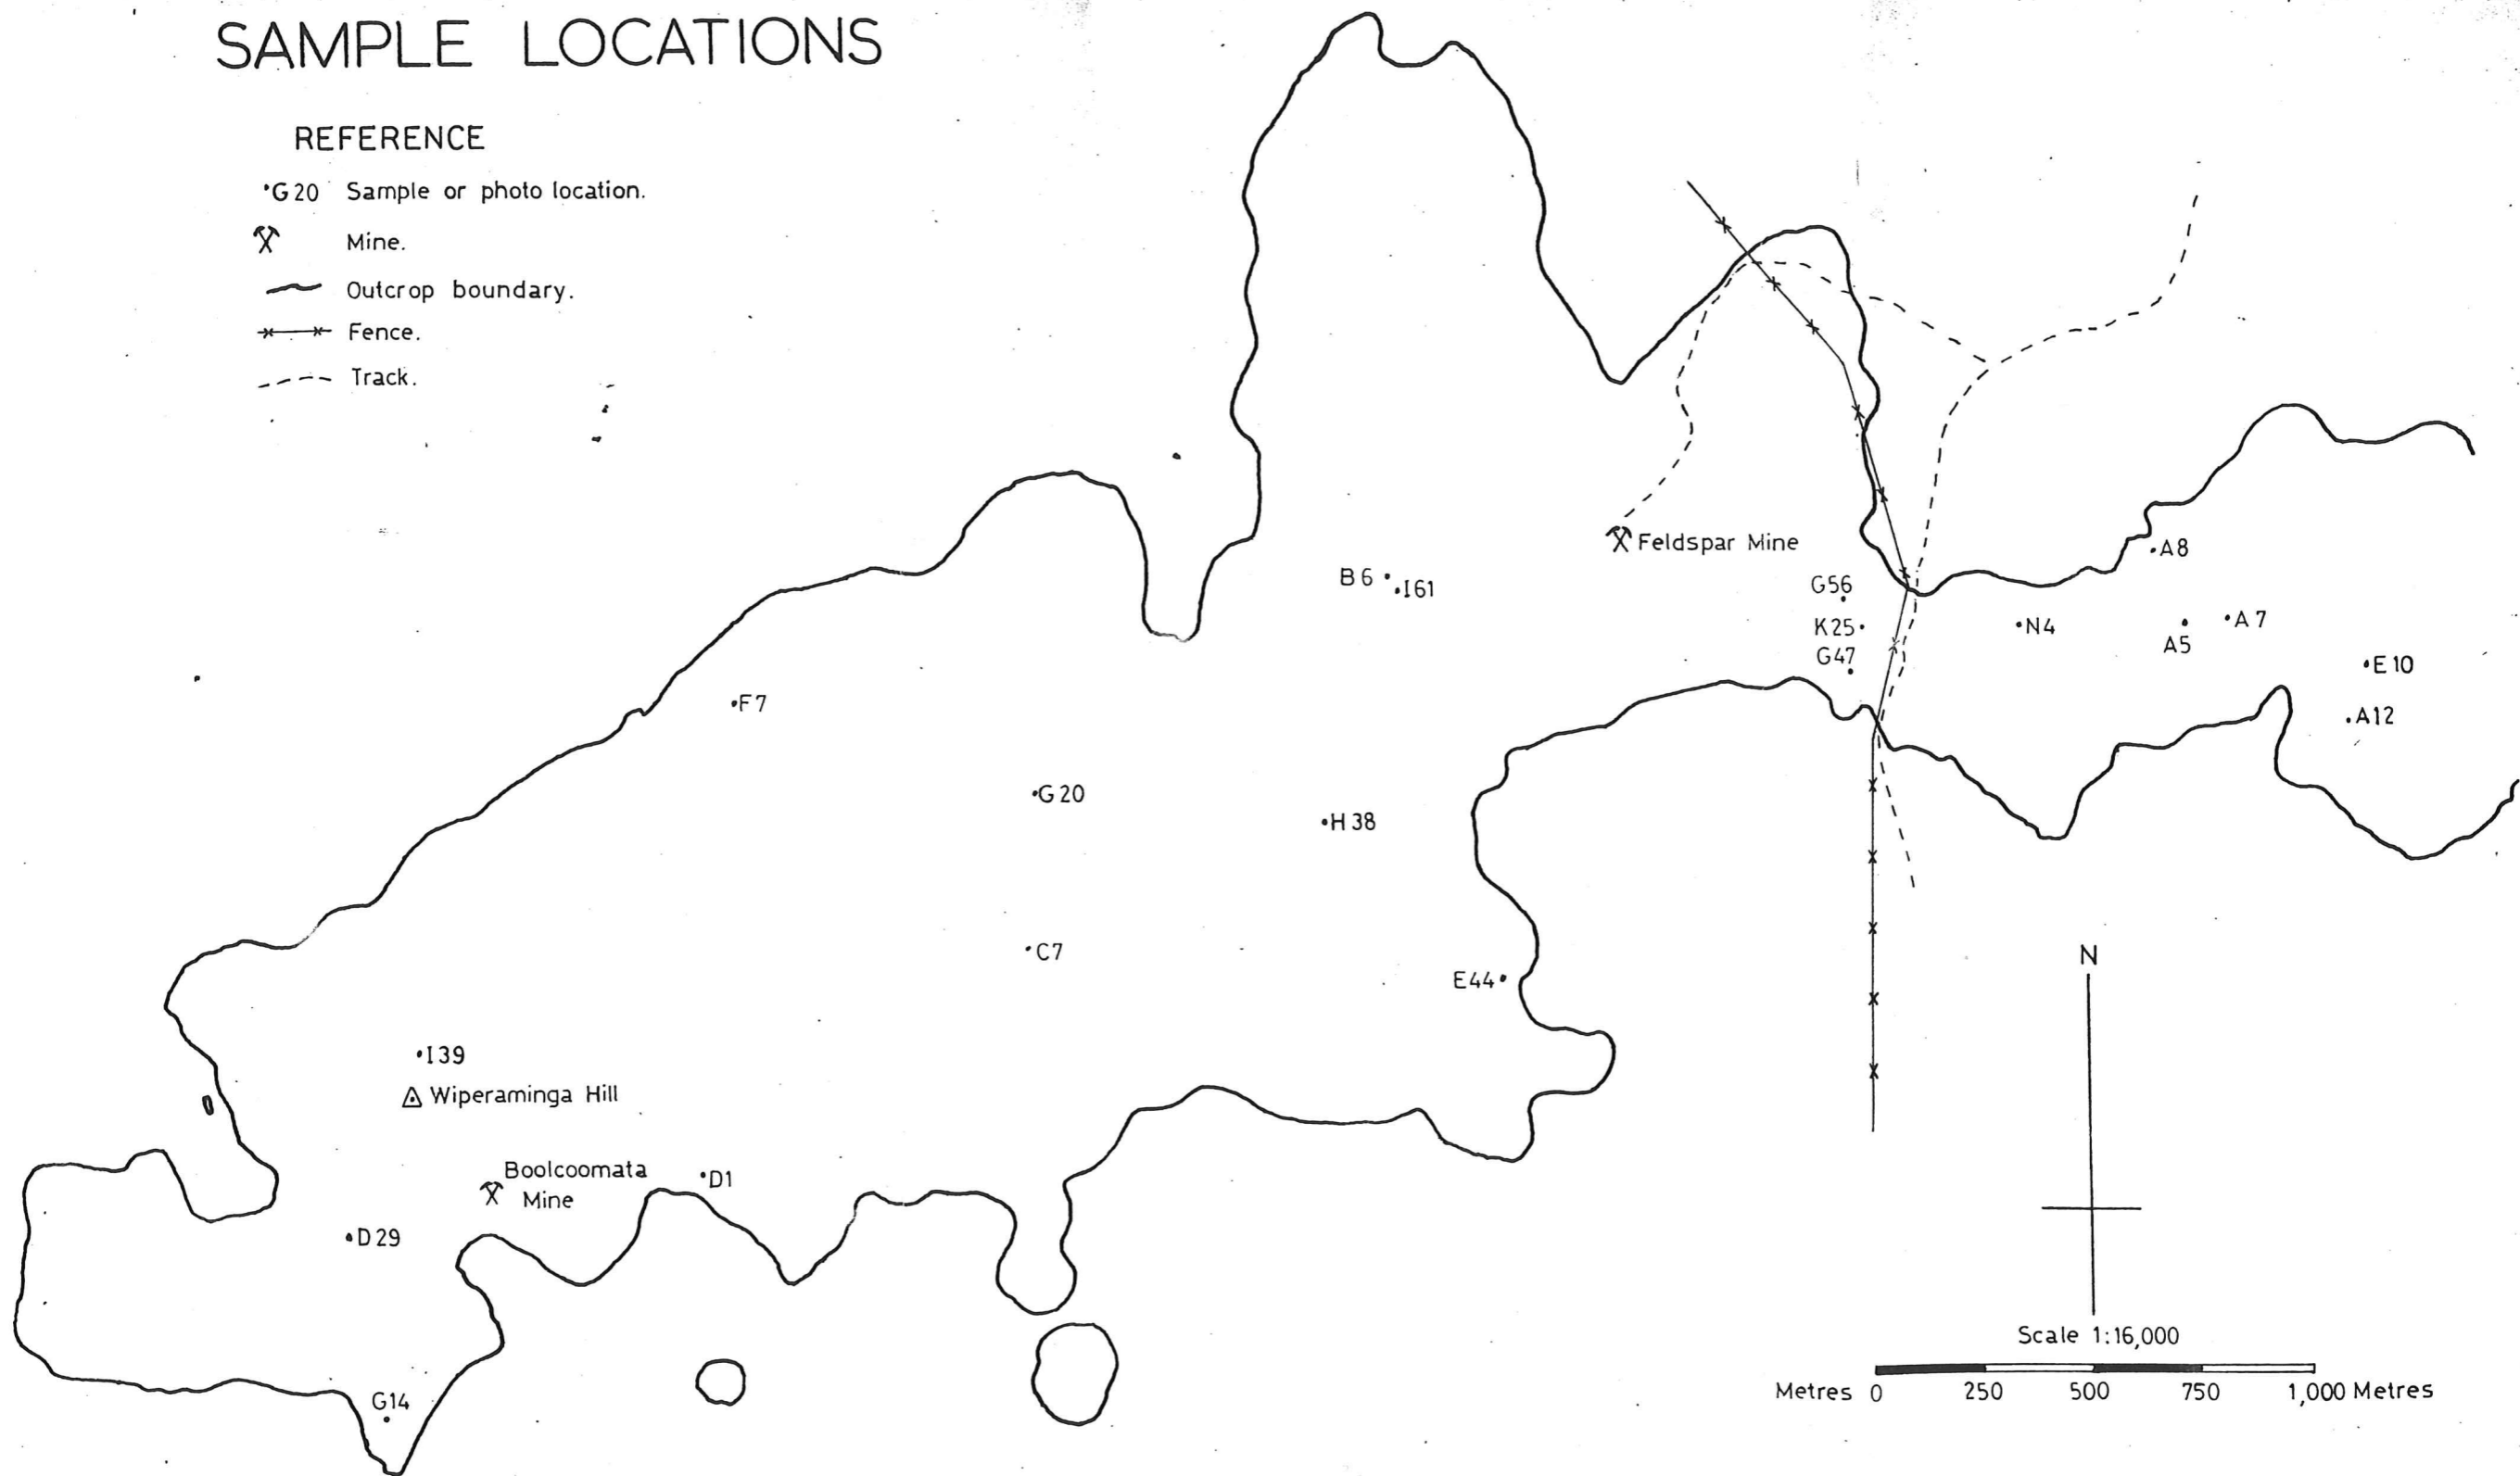 SAMPLE LOCATIONS
REFERENCE
G20 Sample or photo location.
Mine.
Outcrop boundary.
Fence.
Track.
Feldspar Mine
A8
B6
I61
G56
K25
N4
A7
A5
G47
E10
F7
A12
G20
H38
C7
E44
N
I39
Wiperaminga Hill
Boolcoomata
Mine
D1
D29
Scale 1:16,000
Metres 0 250 500 750 1,000 Metres
G14